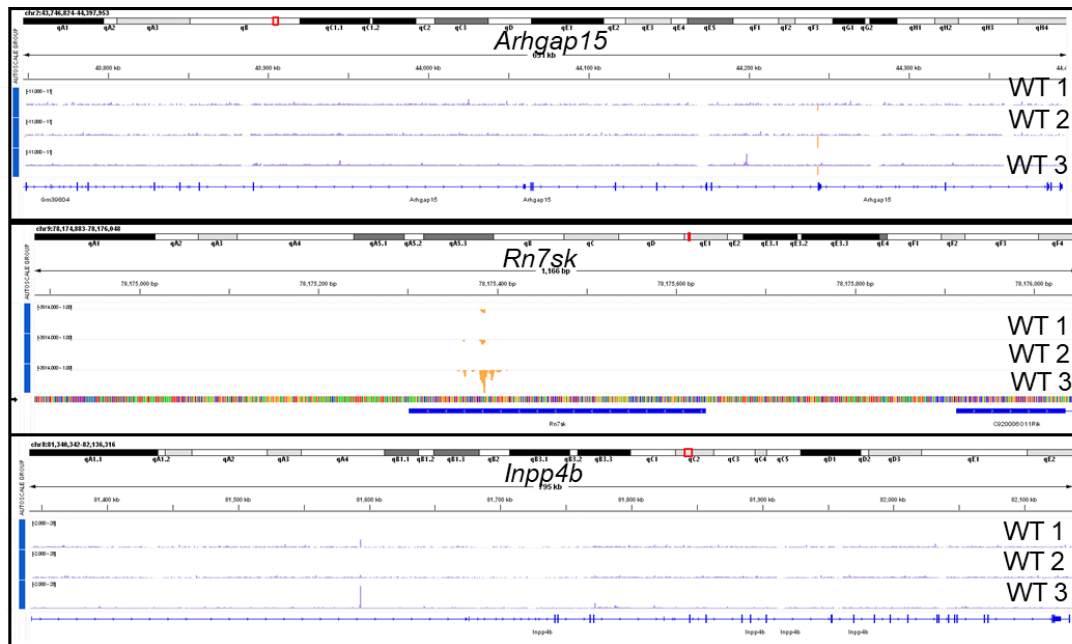 chr2:43,746,824-44,397,953
qA1 qA2 qA3 qB qC1.1 qC1.2 qC2 qC3 qD qE1 qE2 qE3 qE4 qE5 qF1 qF2 qF3 qG1 qG2 qH1 qH2 qH3 qH4
Arhgap15
651 kb
43,800 kb 43,900 kb 44,000 kb 44,100 kb 44,200 kb 44,300 kb
AUTOSCALE GROUP
WT 1
WT 2
WT 3
Gm39804 Arhgap15 Arhgap15 Arhgap15
chr9:78,174,883-78,176,048
qA1 qA2 qA3 qA4 qA5.1 qA5.2 qA5.3 qB qC qD qE1 qE2 qE3.1 qE3.2 qE3.3 qE4 qF1 qF2 qF3 qF4
Rn7sk
1,166 bp
78,175,000 bp 78,175,200 bp 78,175,400 bp 78,175,600 bp 78,175,800 bp 78,176,000 bp
AUTOSCALE GROUP
WT 1
WT 2
WT 3
Rn7sk C920006O11Rik
chr8:81,340,342-82,136,316
qA1.1 qA1.2 qA2 qA3 qA4 qB1.1 qB1.2 qB1.3 qB2 qB3.1 qB3.2 qB3.3 qC1 qC2 qC3 qC4 qC5 qD1 qD2 qD3 qE1 qE2
Inpp4b
795 kb
81,400 kb 81,500 kb 81,600 kb 81,700 kb 81,800 kb 81,900 kb 82,000 kb 82,100 kb
AUTOSCALE GROUP
WT 1
WT 2
WT 3
Inpp4b Inpp4b Inpp4b Inpp4b